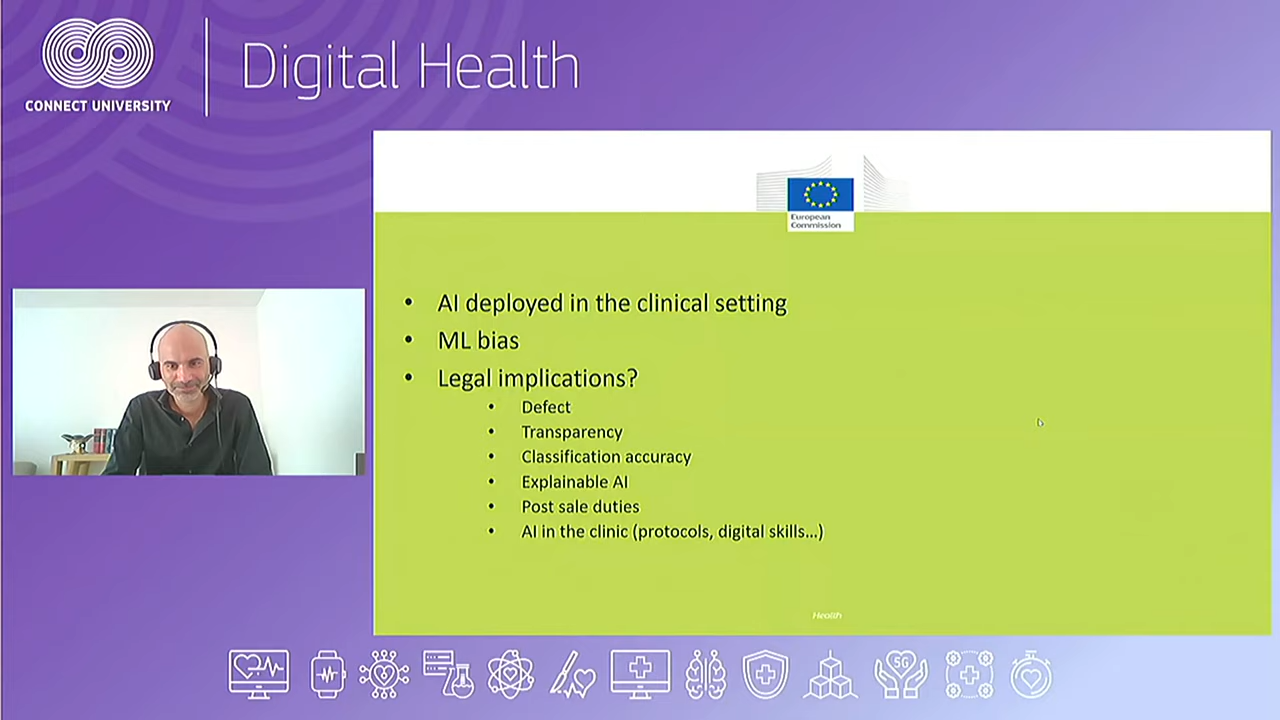 CONNECT UNIVERSITY
Digital Health
European
Commission
• AI deployed in the clinical setting
• ML bias
• Legal implications?
• Defect
• Transparency
• Classification accuracy
• Explainable AI
• Post sale duties
• AI in the clinic (protocols, digital skills...)
Health
5G